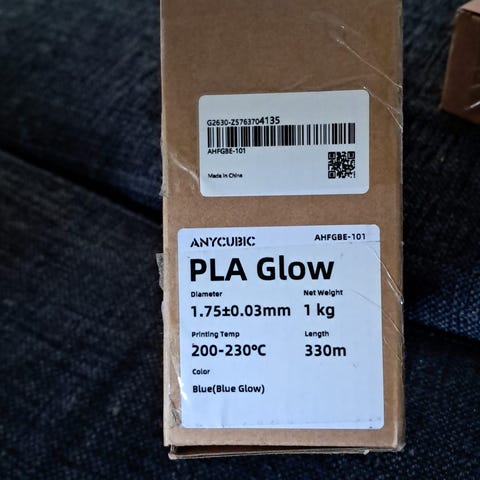 G2630-ZS763704135
AHFGBE-101
Made in China
ANYCUBIC AHFGBE-101
PLA Glow
Diameter Net Weight
1.75±0.03mm 1 kg
Printing Temp Length
200-230°C 330m
Color
Blue(Blue Glow)